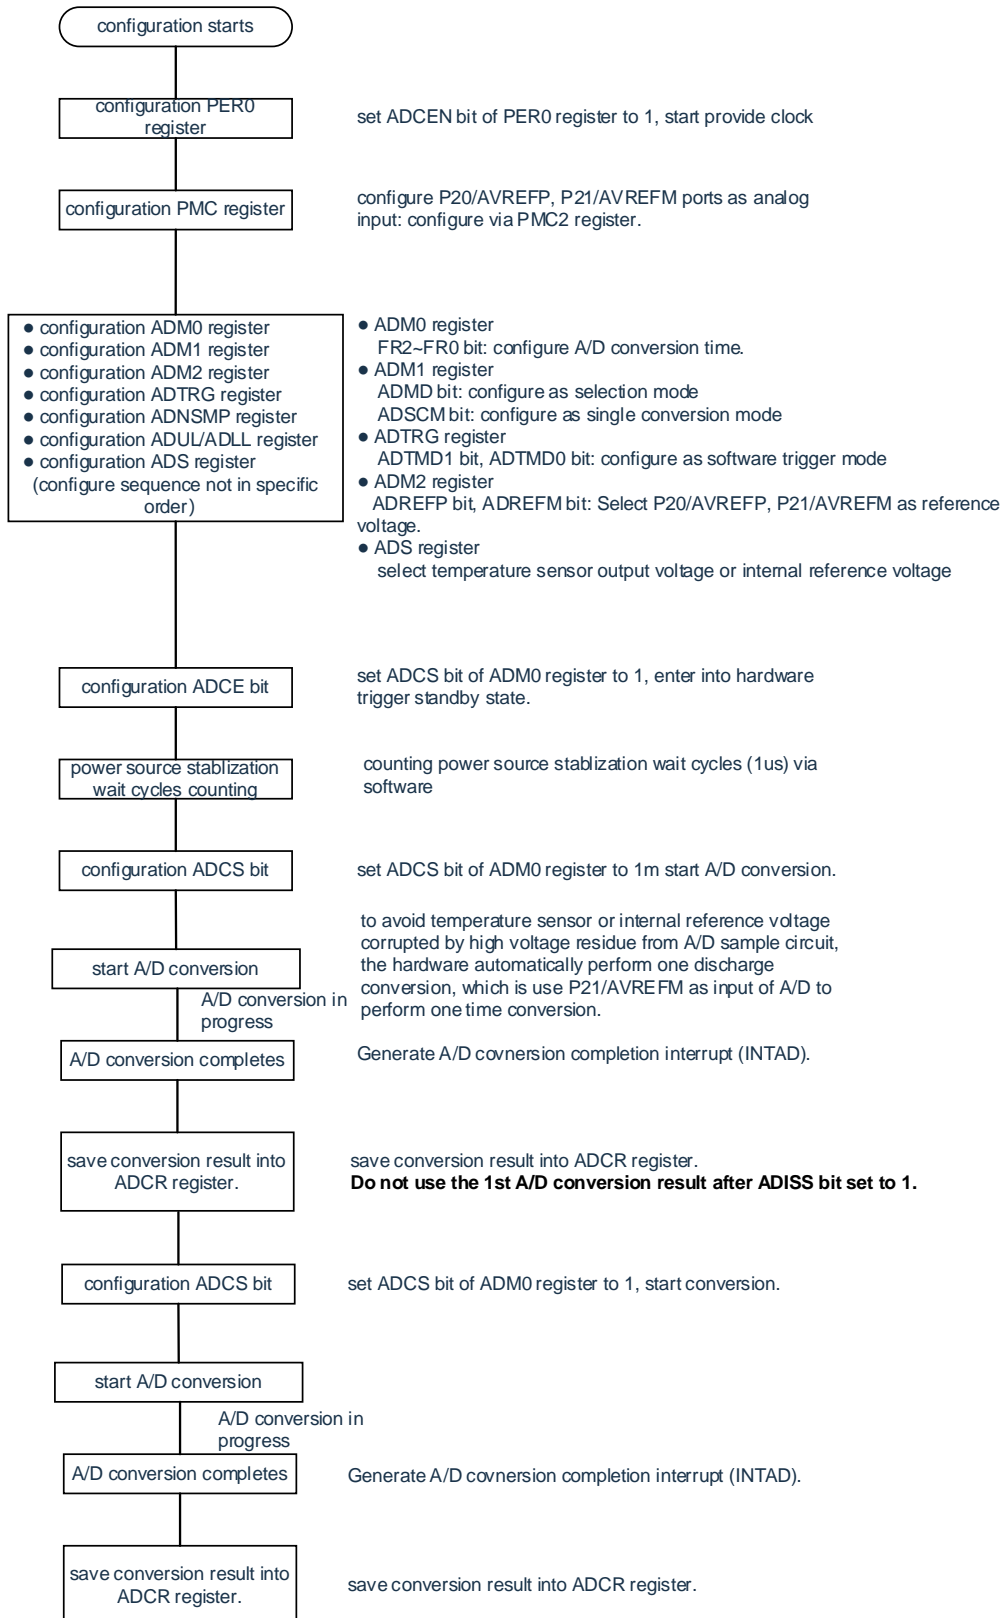 configuration starts
configuration PER0
register
set ADCEN bit of PER0 register to 1, start provide clock
configuration PMC register
configure P20/AVREFP, P21/AVREFM ports as analog
input: configure via PMC2 register.
● configuration ADM0 register
● configuration ADM1 register
● configuration ADM2 register
● configuration ADTRG register
● configuration ADNSMP register
● configuration ADUL/ADLL register
● configuration ADS register
(configure sequence not in specific
order)
● ADM0 register
FR2~FR0 bit: configure A/D conversion time.
● ADM1 register
ADMD bit: configure as selection mode
ADSCM bit: configure as single conversion mode
● ADTRG register
ADTMD1 bit, ADTMD0 bit: configure as software trigger mode
● ADM2 register
ADREFP bit, ADREFM bit: Select P20/AVREFP, P21/AVREFM as reference
voltage.
● ADS register
select temperature sensor output voltage or internal reference voltage
configuration ADCE bit
set ADCS bit of ADM0 register to 1, enter into hardware
trigger standby state.
power source stablization
wait cycles counting
counting power source stablization wait cycles (1us) via
software
configuration ADCS bit
set ADCS bit of ADM0 register to 1m start A/D conversion.
start A/D conversion
to avoid temperature sensor or internal reference voltage
corrupted by high voltage residue from A/D sample circuit,
the hardware automatically perform one discharge
conversion, which is use P21/AVREFM as input of A/D to
perform one time conversion.
A/D conversion in
progress
A/D conversion completes
Generate A/D covnersion completion interrupt (INTAD).
save conversion result into
ADCR register.
save conversion result into ADCR register.
Do not use the 1st A/D conversion result after ADISS bit set to 1.
configuration ADCS bit
set ADCS bit of ADM0 register to 1, start conversion.
start A/D conversion
A/D conversion in
progress
A/D conversion completes
Generate A/D covnersion completion interrupt (INTAD).
save conversion result into
ADCR register.
save conversion result into ADCR register.